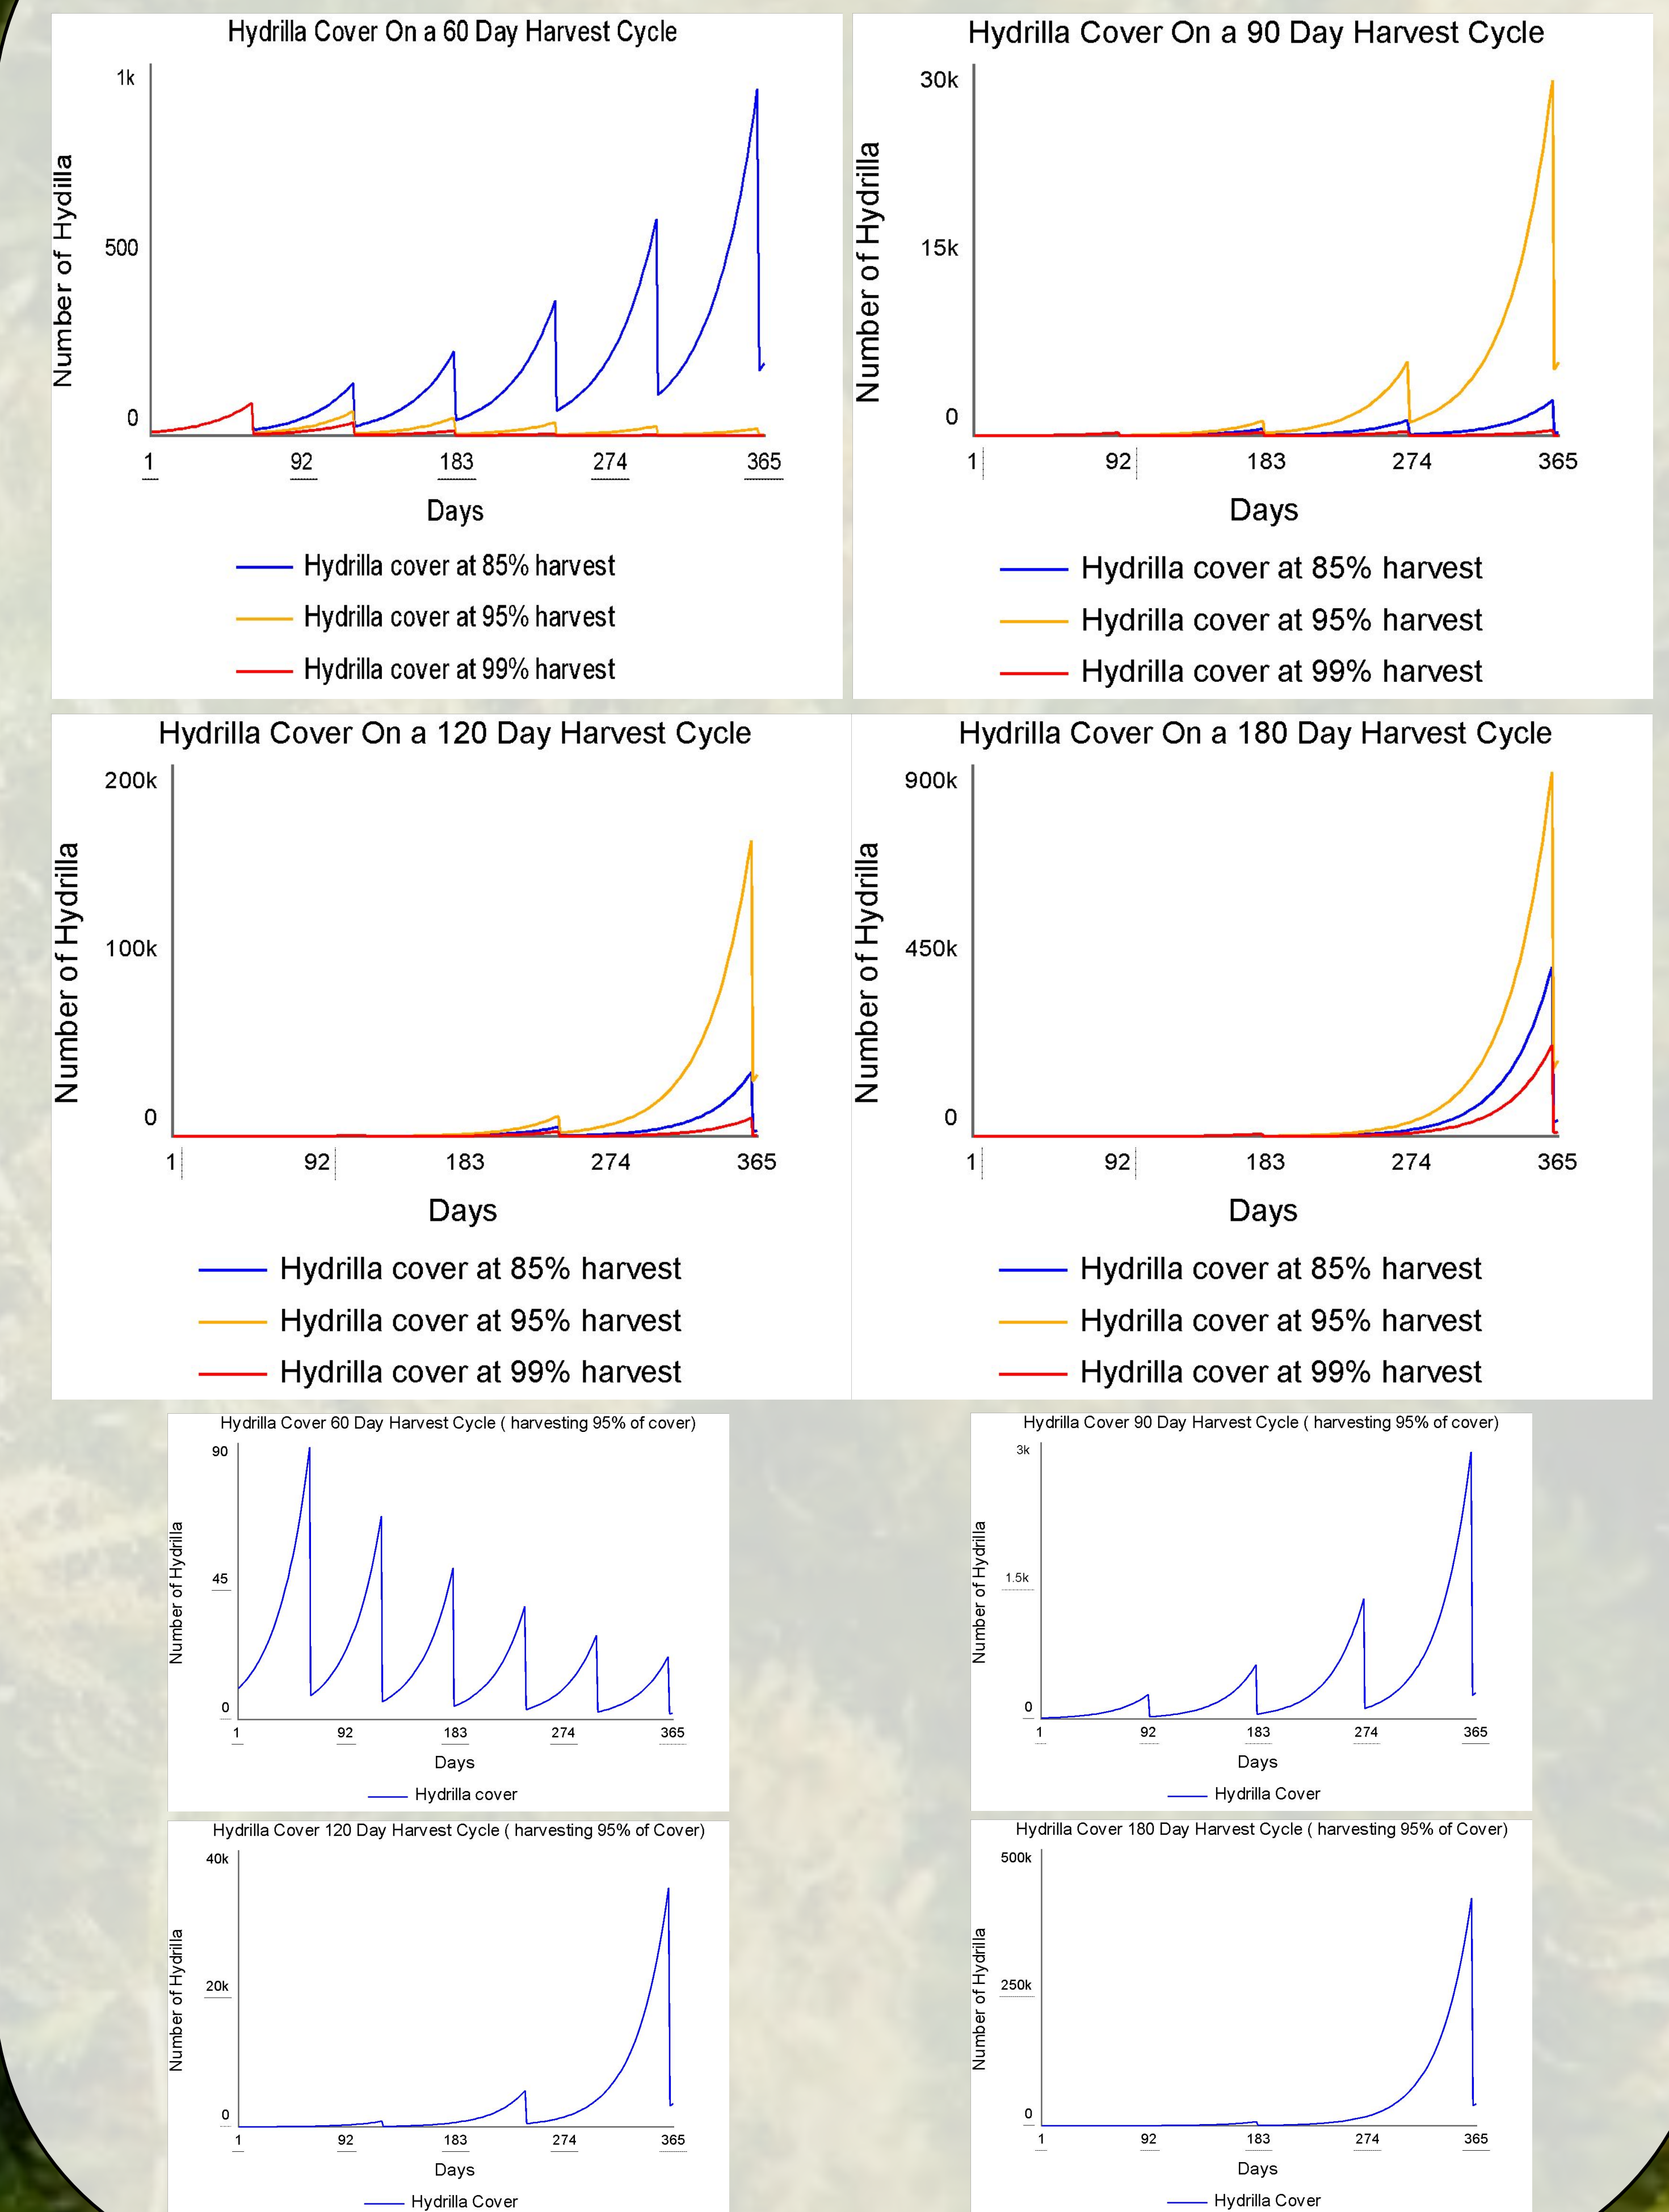 Hydrilla Cover On a 60 Day Harvest Cycle
1k
500
0
Number of Hydilla
1 92 183 274 365
Days
Hydrilla cover at 85% harvest
Hydrilla cover at 95% harvest
Hydrilla cover at 99% harvest
Hydrilla Cover On a 90 Day Harvest Cycle
30k
15k
0
Number of Hydrilla
1 92 183 274 365
Days
Hydrilla cover at 85% harvest
Hydrilla cover at 95% harvest
Hydrilla cover at 99% harvest
Hydrilla Cover On a 120 Day Harvest Cycle
200k
100k
0
Number of Hydrilla
1 92 183 274 365
Days
Hydrilla cover at 85% harvest
Hydrilla cover at 95% harvest
Hydrilla cover at 99% harvest
Hydrilla Cover On a 180 Day Harvest Cycle
900k
450k
0
Number of Hydrilla
1 92 183 274 365
Days
Hydrilla cover at 85% harvest
Hydrilla cover at 95% harvest
Hydrilla cover at 99% harvest
Hydrilla Cover 60 Day Harvest Cycle ( harvesting 95% of cover)
90
45
0
Number of Hydrilla
1 92 183 274 365
Days
Hydrilla cover
Hydrilla Cover 90 Day Harvest Cycle ( harvesting 95% of cover)
3k
1.5k
0
Number of Hydrilla
1 92 183 274 365
Days
Hydrilla Cover
Hydrilla Cover 120 Day Harvest Cycle ( harvesting 95% of Cover)
40k
20k
0
Number of Hydrilla
1 92 183 274 365
Days
Hydrilla Cover
Hydrilla Cover 180 Day Harvest Cycle ( harvesting 95% of Cover)
500k
250k
0
Number of Hydrilla
1 92 183 274 365
Days
Hydrilla Cover